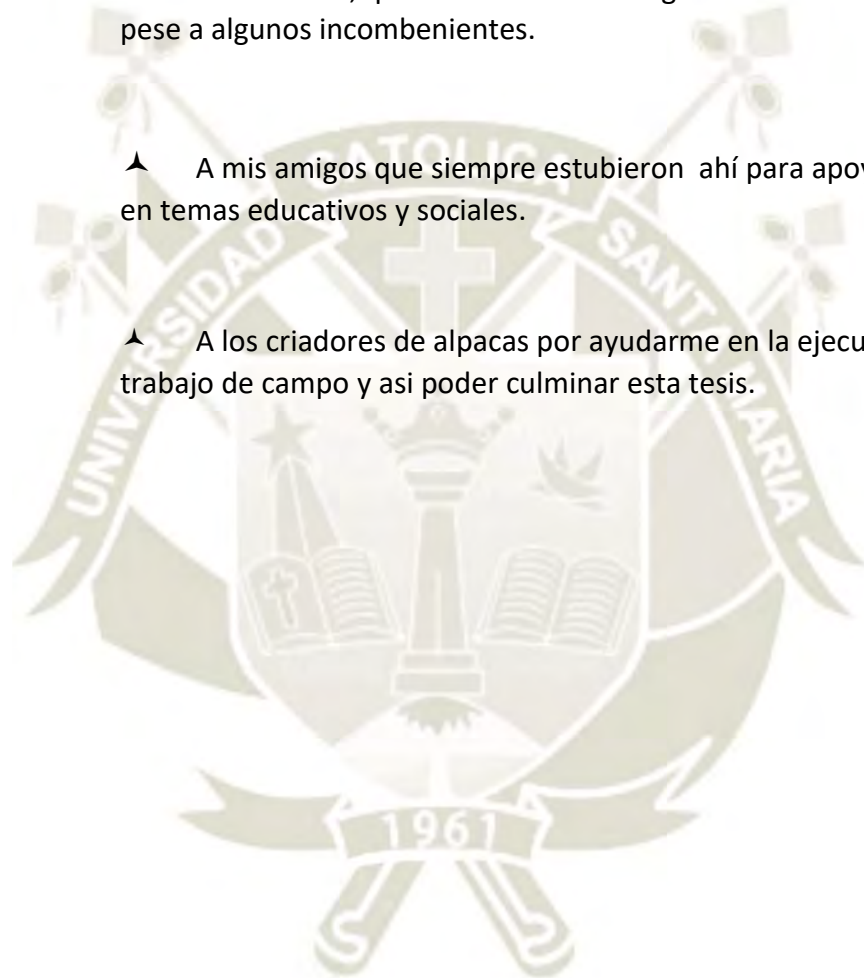 pese a algunos incombenientes.
A mis amigos que siempre estubieron ahí para
en temas educativos y sociales.
A los criadores de alpacas por ayudarme en la
trabajo de campo y asi poder culminar esta tesis.
UNIVERSIDAD CATOLICA SANTA MARIA
1961